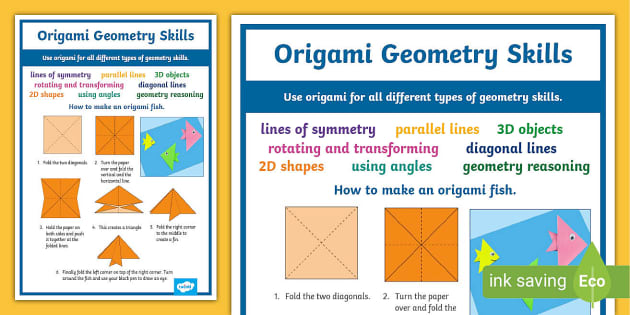 Origami Geometry Skills
Use origami for all different types of geometry skills.
lines of symmetry parallel lines 3D objects
rotating and transforming diagonal lines
2D shapes using angles geometry reasoning
How to make an origami fish.
1. Fold the two diagonals.
2. Turn the paper
over and fold the
vertical and the
horizontal line.
3. Hold the paper on
both sides and push
it together at the
folded lines.
4. This creates a triangle.
5. Fold the right corner
to the middle to
create a fin.
6. Finally fold the left corner on top of the right corner. Turn
around the fish and use your black pen to draw an eye.
twinkl
Origami Geometry Skills
Use origami for all different types of geometry skills.
lines of symmetry parallel lines 3D objects
rotating and transforming diagonal lines
2D shapes using angles geometry reasoning
How to make an origami fish.
1. Fold the two diagonals.
2. Turn the paper
over and fold the
ink saving Eco